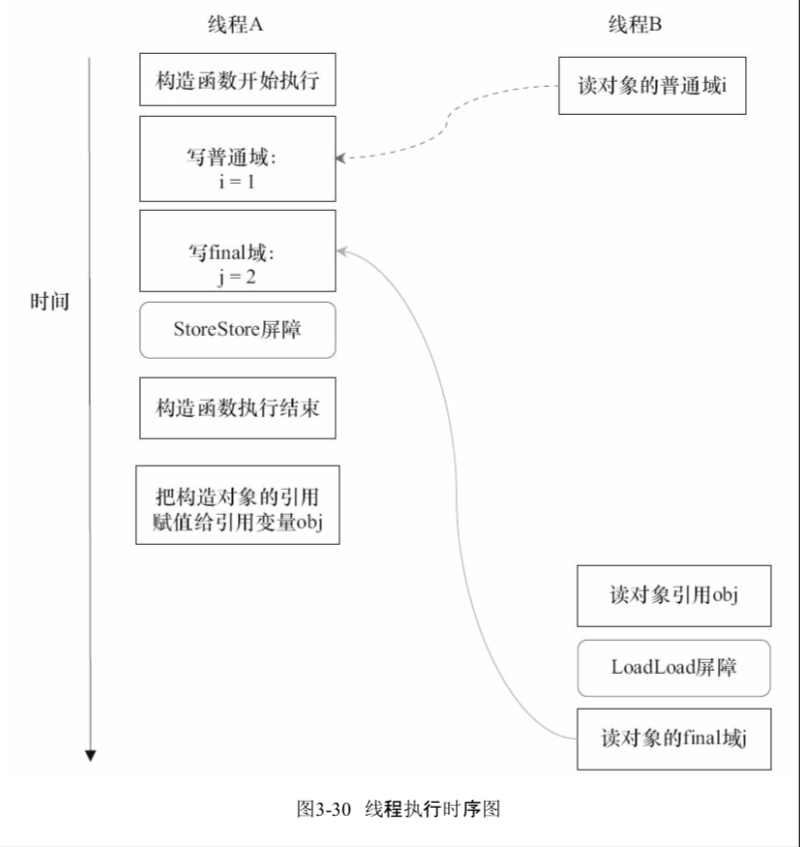 线程A
线程B
构造函数开始执行
读对象的普通域i
写普通域:
i = 1
写final域:
j = 2
时间
StoreStore屏障
构造函数执行结束
把构造对象的引用
赋值给引用变量obj
读对象引用obj
LoadLoad屏障
读对象的final域j
图3-30 线程执行时序图